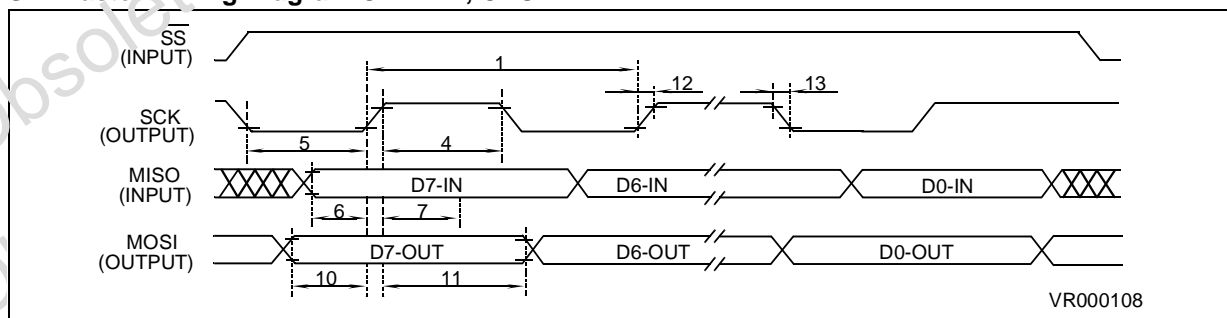 SS
(INPUT)
1
12
13
SCK
(OUTPUT)
5
4
MISO
(INPUT)
D7-IN
D6-IN
D0-IN
6
7
MOSI
(OUTPUT)
D7-OUT
D6-OUT
D0-OUT
10
11
VR000108